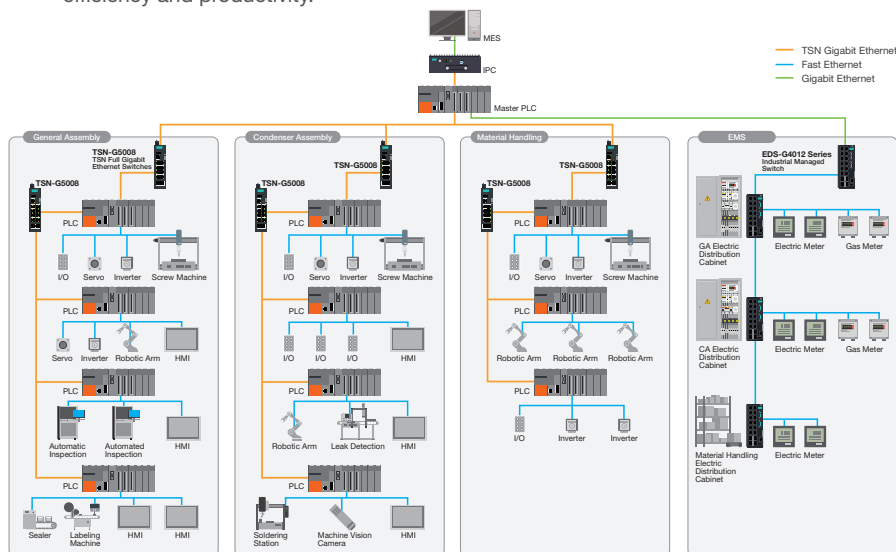 efficiency and productivity.
MES
IPC
Master PLC
TSN Gigabit Ethernet
Fast Ethernet
Gigabit Ethernet
General Assembly
TSN-G5008
TSN Full Gigabit
Ethernet Switches
TSN-G5008
PLC
I/O
Servo
Inverter
Screw Machine
PLC
Servo
Inverter
Robotic Arm
HMI
PLC
Automatic
Inspection
Automated
Inspection
HMI
PLC
Sealer
Labeling
Machine
HMI
HMI
Condenser Assembly
TSN-G5008
TSN-G5008
PLC
I/O
Servo
Inverter
Screw Machine
PLC
I/O
I/O
I/O
HMI
PLC
Robotic Arm
Leak Detection
HMI
PLC
Soldering
Station
Machine Vision
Camera
HMI
Material Handling
TSN-G5008
TSN-G5008
PLC
I/O
Servo
Inverter
Screw Machine
PLC
Robotic Arm
Robotic Arm
Robotic Arm
PLC
I/O
Inverter
Inverter
EMS
EDS-G4012 Series
Industrial Managed
Switch
GA Electric
Distribution
Cabinet
Electric Meter
Gas Meter
CA Electric
Distribution
Cabinet
Electric Meter
Gas Meter
Material Handling
Electric
Distribution
Cabinet
Electric Meter